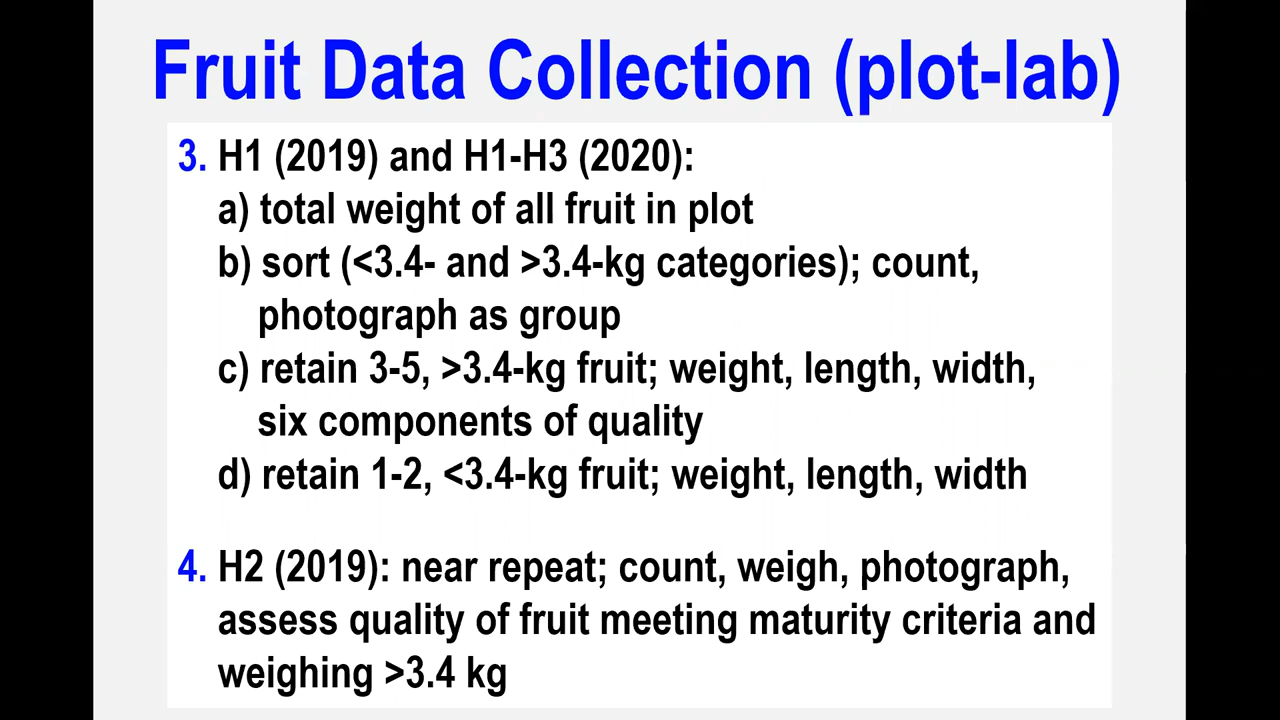 Fruit Data Collection (plot-lab)
3. H1 (2019) and H1-H3 (2020):
a) total weight of all fruit in plot
b) sort (<3.4- and >3.4-kg categories); count,
photograph as group
c) retain 3-5, >3.4-kg fruit; weight, length, width,
six components of quality
d) retain 1-2, <3.4-kg fruit; weight, length, width
4. H2 (2019): near repeat; count, weigh, photograph,
assess quality of fruit meeting maturity criteria and
weighing >3.4 kg